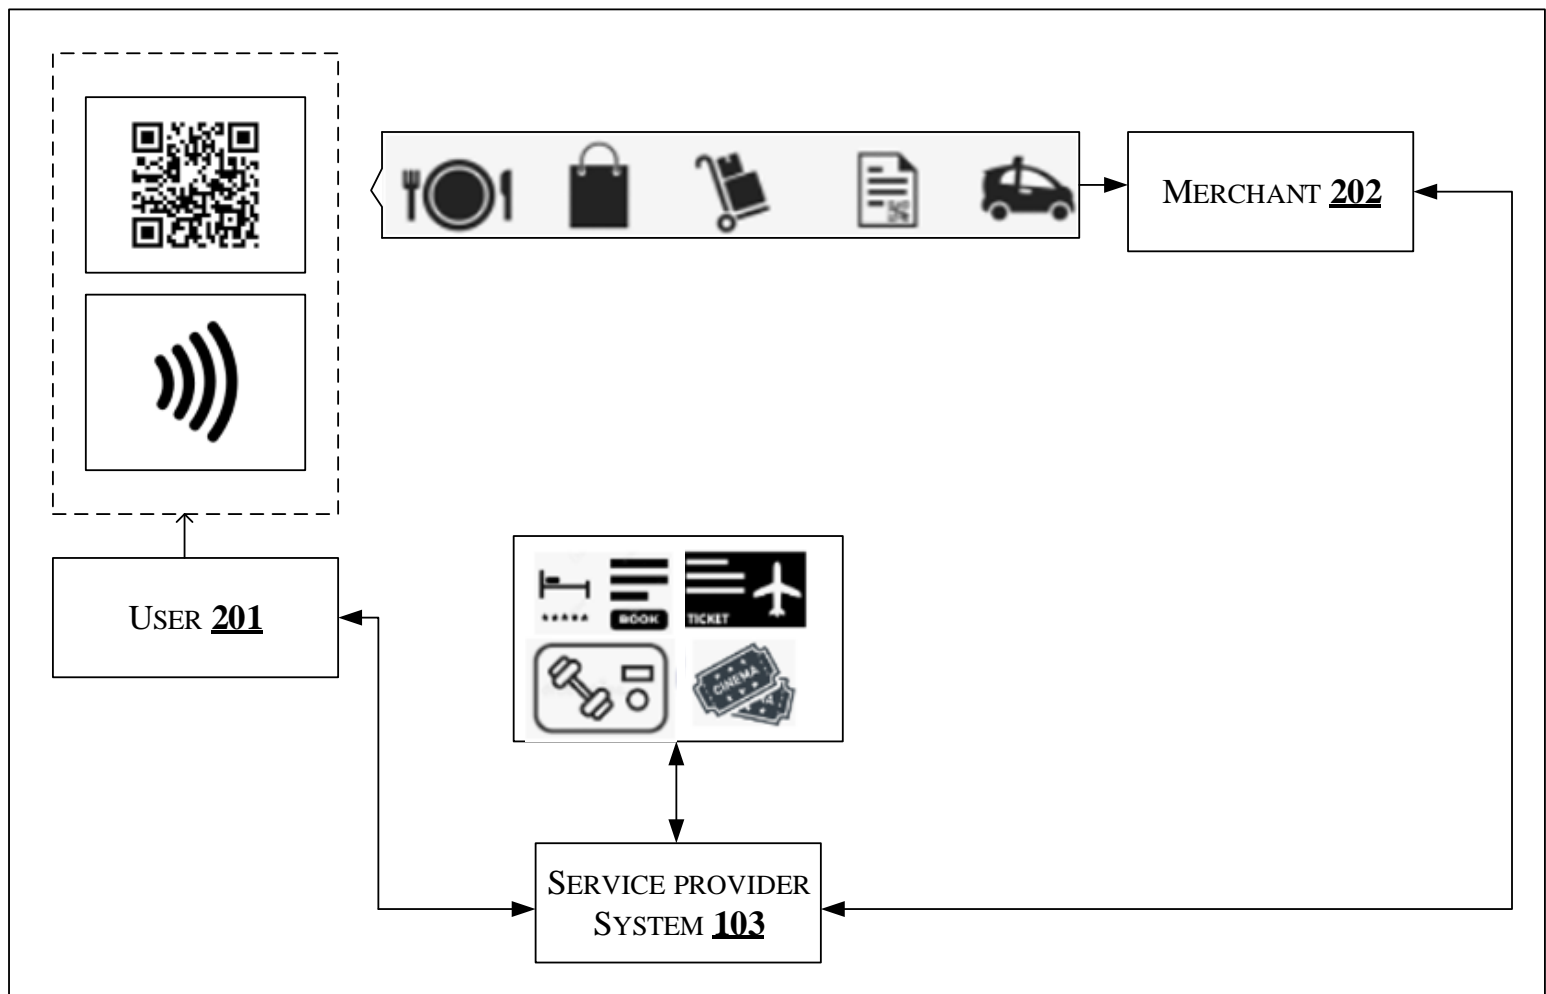 MERCHANT 202
USER 201
BOOK
TICKET
CINEMA
SERVICE PROVIDER
SYSTEM 103